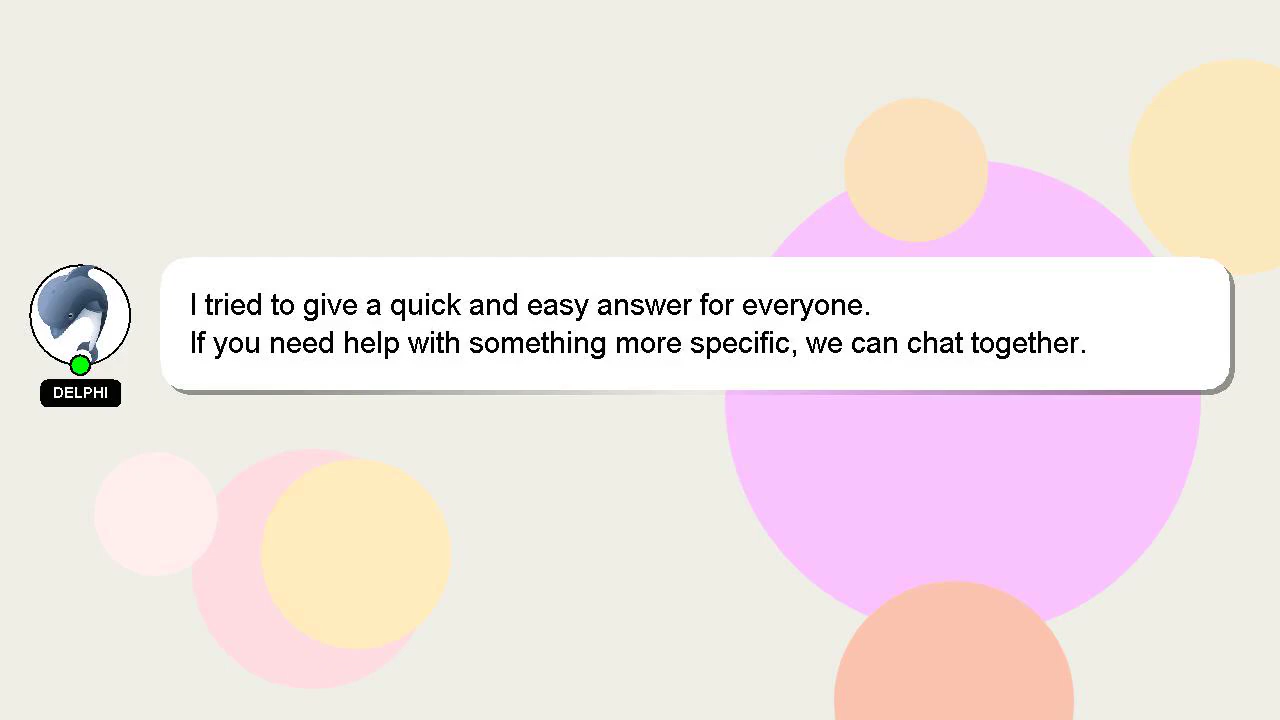 I tried to give a quick and easy answer for everyone.
If you need help with something more specific, we can chat together.
DELPHI